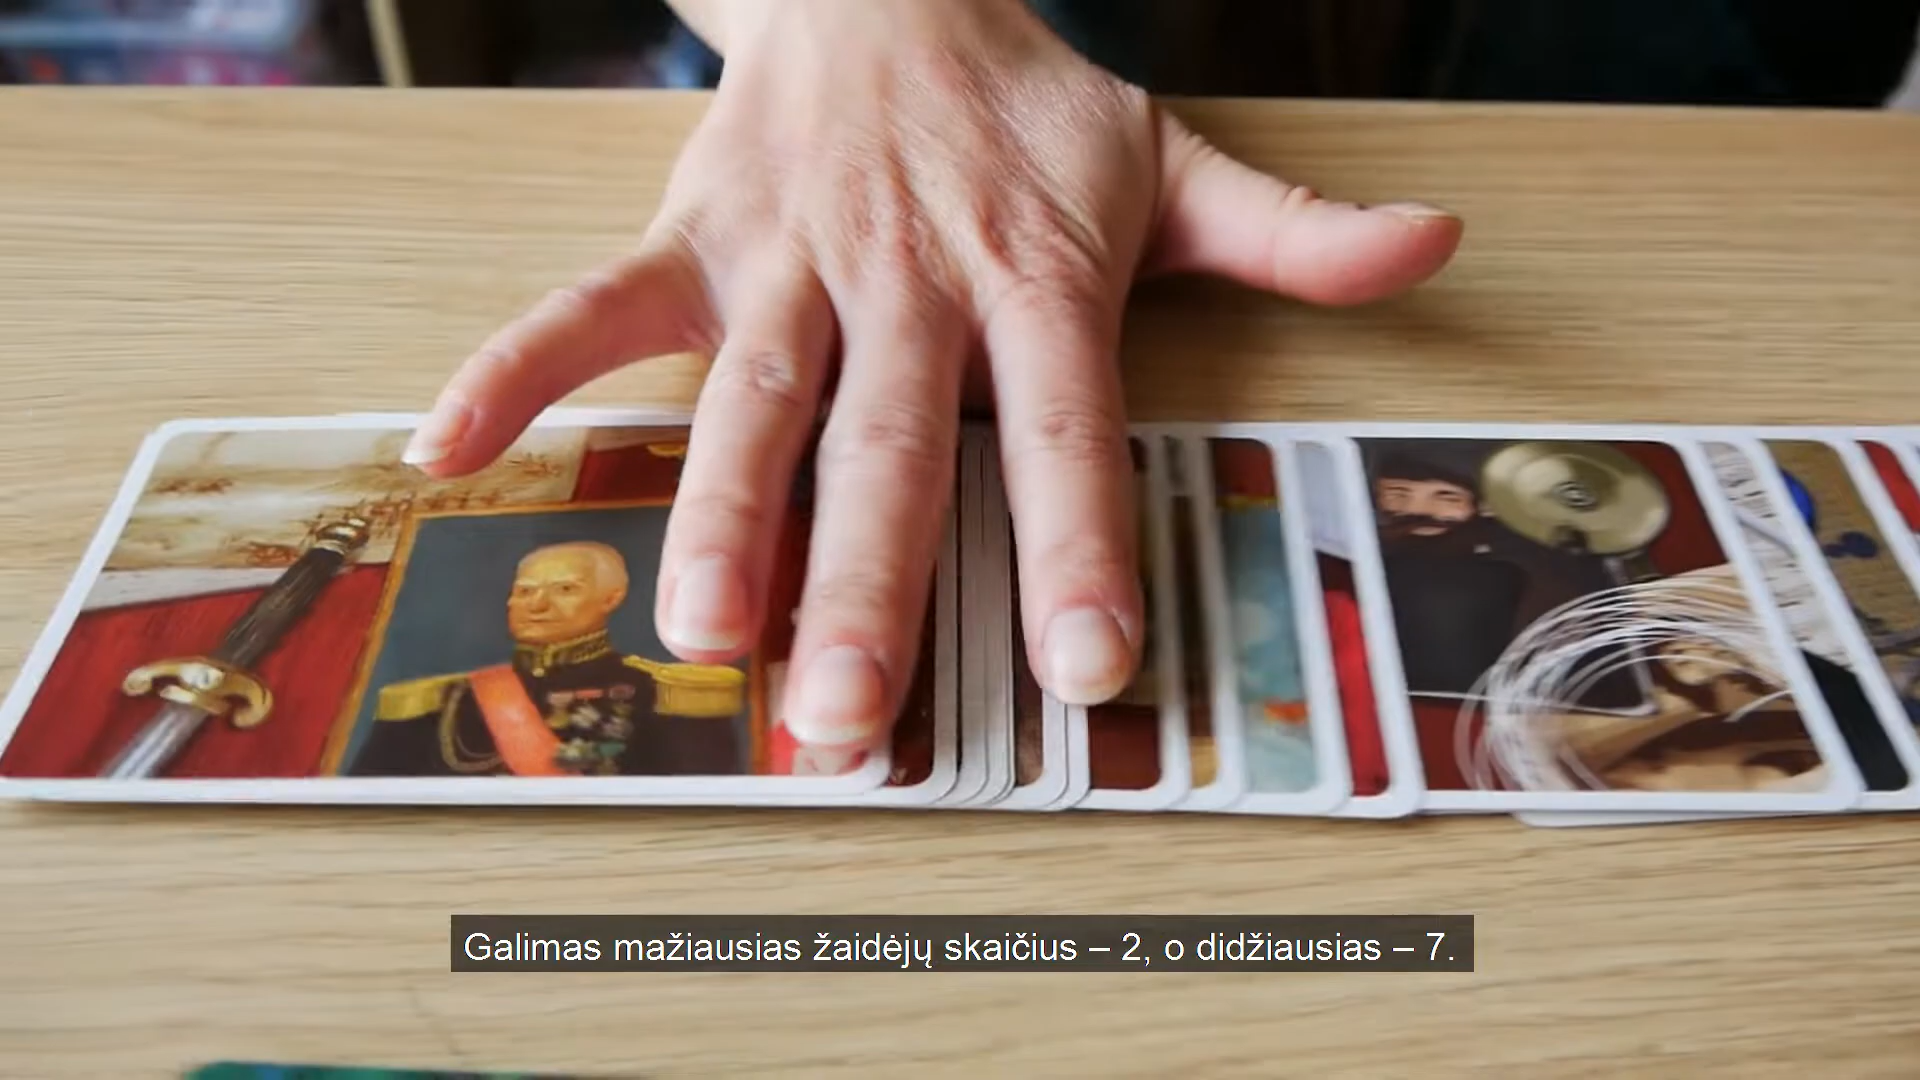 Galimas mažiausias žaidėjų skaičius – 2, o didžiausias – 7.